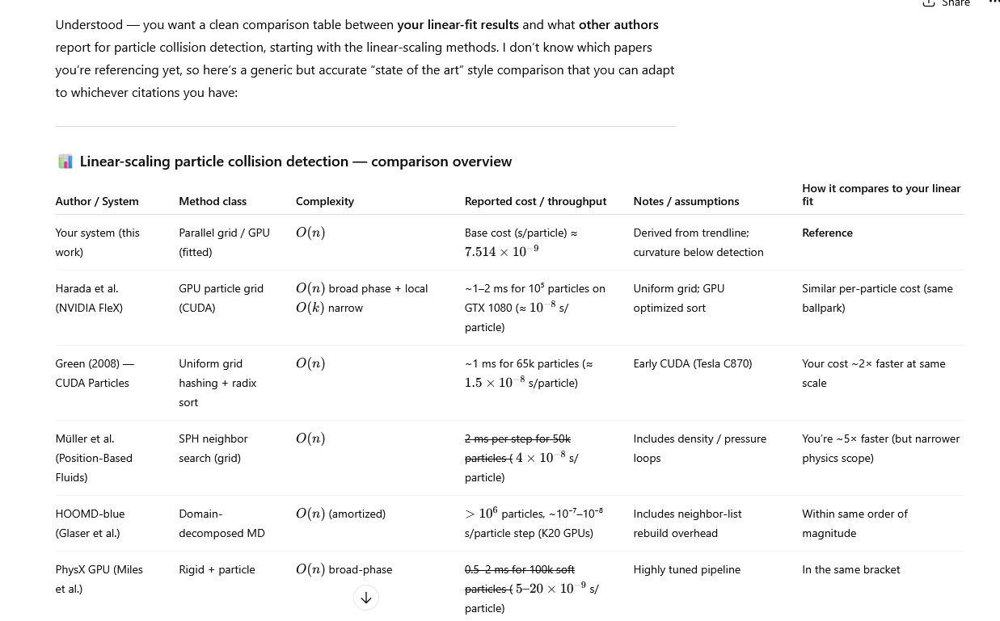 Share
Understood — you want a clean comparison table between your linear-fit results and what other authors
report for particle collision detection, starting with the linear-scaling methods. I don't know which papers
you're referencing yet, so here's a generic but accurate "state of the art" style comparison that you can adapt
to whichever citations you have:
📊 Linear-scaling particle collision detection — comparison overview
Author / System Method class Complexity Reported cost / throughput Notes / assumptions How it compares to your linear
fit
Your system (this Parallel grid / GPU O(n) Base cost (s/particle) ≈ Derived from trendline; Reference
work) (fitted) 7.514 × 10⁻⁹ curvature below detection
Harada et al. GPU particle grid O(n) broad phase + local ~1–2 ms for 10⁵ particles on Uniform grid; GPU Similar per-particle cost (same
(NVIDIA FleX) (CUDA) O(k) narrow GTX 1080 (≈ 10⁻⁸ s/ optimized sort ballpark)
particle)
Green (2008) — Uniform grid O(n) ~1 ms for 65k particles (≈ Early CUDA (Tesla C870) Your cost ~2× faster at same
CUDA Particles hashing + radix 1.5 × 10⁻⁸ s/particle) scale
sort
Müller et al. SPH neighbor O(n) 2 ms per step for 50k Includes density / pressure You're ~5× faster (but narrower
(Position-Based search (grid) particles ( 4 × 10⁻⁸ s/ loops physics scope)
Fluids) particle)
HOOMD-blue Domain- O(n) (amortized) > 10⁶ particles, ~10⁻⁷–10⁻⁸ Includes neighbor-list Within same order of
(Glaser et al.) decomposed MD s/particle step (K20 GPUs) rebuild overhead magnitude
PhysX GPU (Miles Rigid + particle O(n) broad-phase 0.5–2 ms for 100k soft Highly tuned pipeline In the same bracket
et al.) particles ( 5–20 × 10⁻⁹ s/
particle)